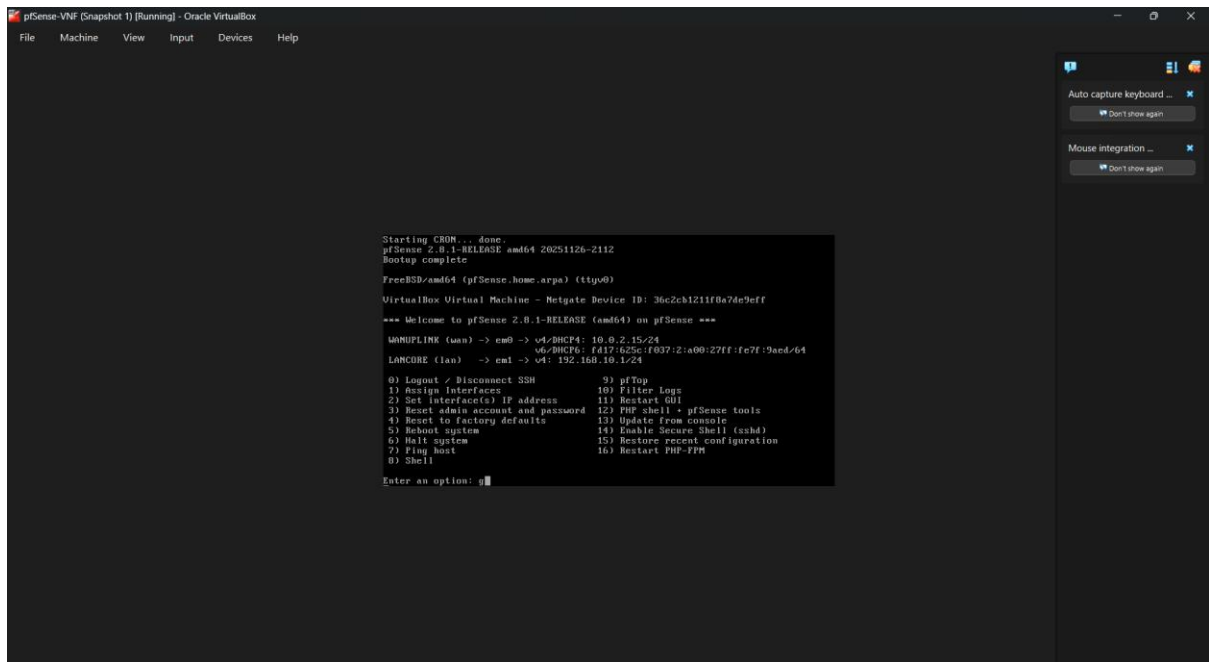 pfSense-VNF (Snapshot 1) [Running] - Oracle VirtualBox
File Machine View Input Devices Help
Auto capture keyboard ...
Don't show again
Mouse integration ...
Don't show again
Starting CRON... done.
pfSense 2.8.1-RELEASE amd64 20251126-2112
Bootup complete
FreeBSD/amd64 (pfSense.home.arpa) (ttyv0)
VirtualBox Virtual Machine - Netgate Device ID: 36c2cb1211f8a7de9eff
*** Welcome to pfSense 2.8.1-RELEASE (amd64) on pfSense ***
WANUPLINK (wan) -> em0 -> v4/DHCP4: 10.0.2.15/24
v6/DHCP6: fd17:625c:f037:2:a00:27ff:fe7f:9aed/64
LANCORE (lan) -> em1 -> v4: 192.168.10.1/24
0) Logout / Disconnect SSH 9) pfTop
1) Assign Interfaces 10) Filter Logs
2) Set interface(s) IP address 11) Restart GUI
3) Reset admin account and password 12) PHP shell + pfSense tools
4) Reset to factory defaults 13) Update from console
5) Reboot system 14) Enable Secure Shell (sshd)
6) Halt system 15) Restore recent configuration
7) Ping host 16) Restart PHP-FPM
8) Shell
Enter an option: g